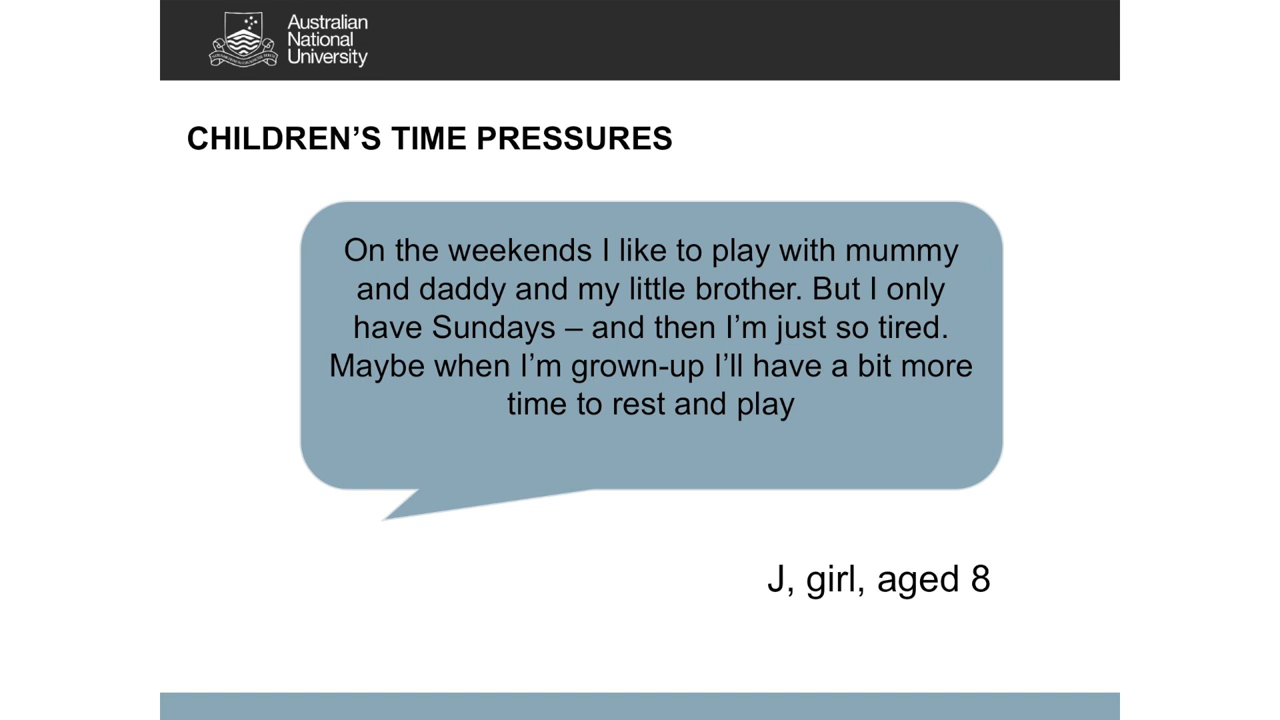 Australian
National
University
CHILDREN’S TIME PRESSURES
On the weekends I like to play with mummy
and daddy and my little brother. But I only
have Sundays – and then I’m just so tired.
Maybe when I’m grown-up I’ll have a bit more
time to rest and play
J, girl, aged 8